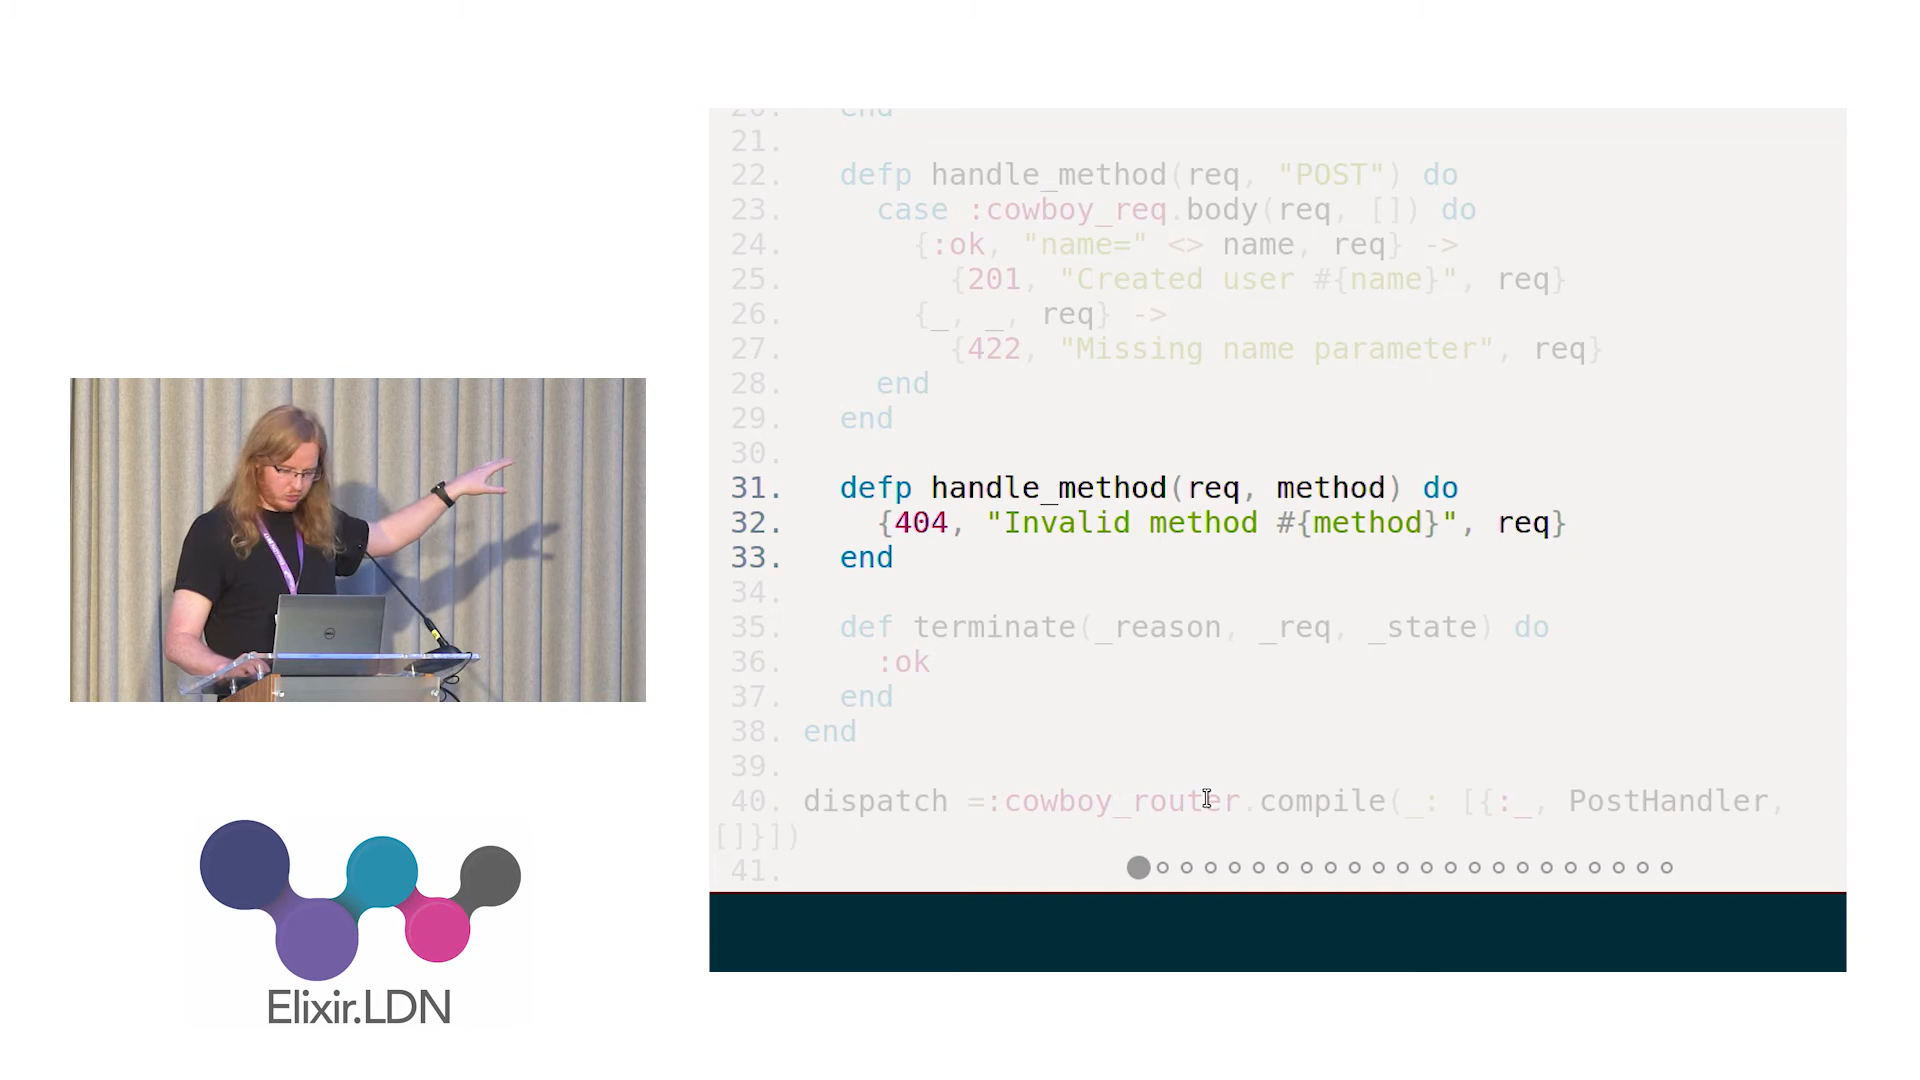 20.   end
21.
22.   defp handle_method(req, "POST") do
23.     case :cowboy_req.body(req, []) do
24.       {:ok, "name=" <> name, req} ->
25.         {201, "Created user #{name}", req}
26.       {_, _, req} ->
27.         {422, "Missing name parameter", req}
28.     end
29.   end
30.
31.   defp handle_method(req, method) do
32.     {404, "Invalid method #{method}", req}
33.   end
34.
35.   def terminate(_reason, _req, _state) do
36.     :ok
37.   end
38. end
39.
40. dispatch =:cowboy_router.compile(_: [{:_, PostHandler,
[]}])
41.
DELL
Elixir.LDN